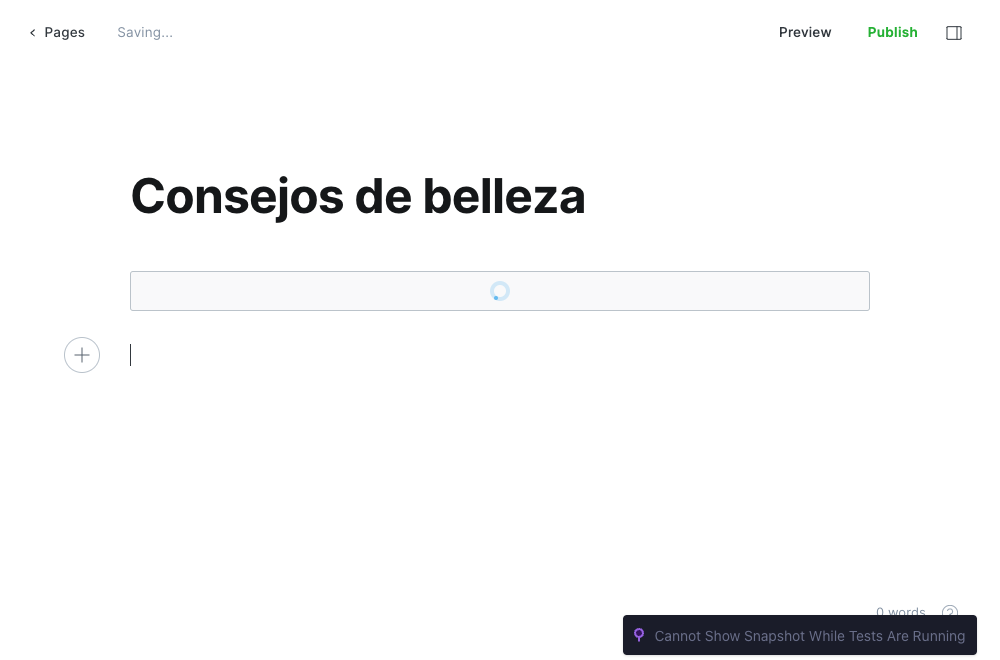 Pages
Saving...
Preview
Publish
Consejos de belleza
0 words
Cannot Show Snapshot While Tests Are Running